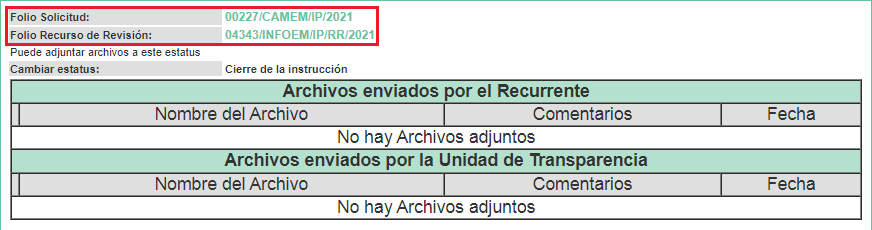 Folio Solicitud: 00227/CAMEM/IP/2021
Folio Recurso de Revisión: 04343/INFOEM/IP/RR/2021
Puede adjuntar archivos a este estatus
Cambiar estatus: Cierre de la instrucción
Archivos enviados por el Recurrente
Nombre del Archivo Comentarios Fecha
No hay Archivos adjuntos
Archivos enviados por la Unidad de Transparencia
Nombre del Archivo Comentarios Fecha
No hay Archivos adjuntos